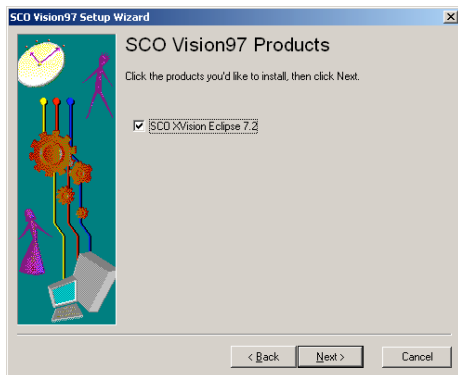 SCO Vision97 Setup Wizard
SCO Vision97 Products
Click the products you'd like to install, then click Next.
SCO XVision Eclipse 7.2
< Back
Next >
Cancel